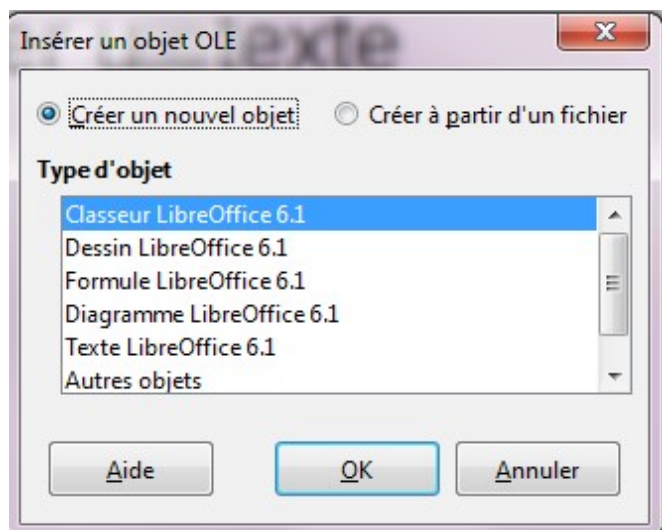 texte
Insérer un objet OLE
Créer un nouvel objet Créer à partir d'un fichier
Type d'objet
Classeur LibreOffice 6.1
Dessin LibreOffice 6.1
Formule LibreOffice 6.1
Diagramme LibreOffice 6.1
Texte LibreOffice 6.1
Autres objets
Aide OK Annuler